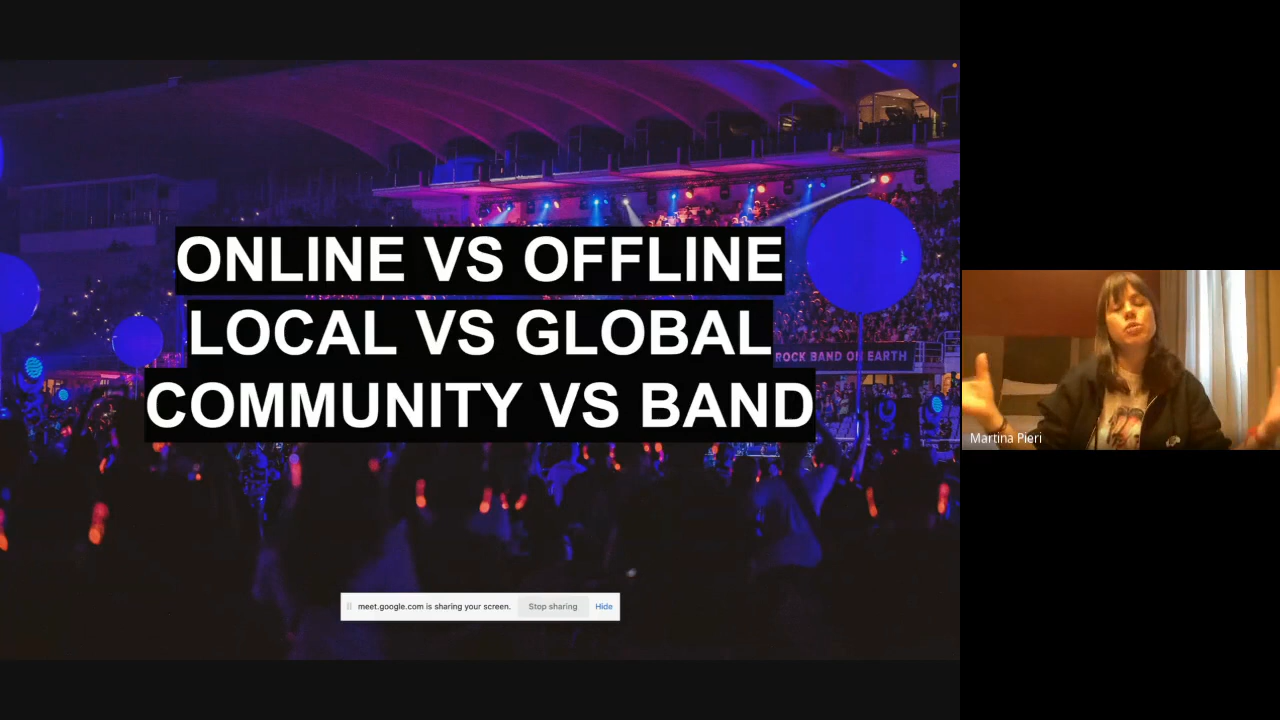 ONLINE VS OFFLINE
LOCAL VS GLOBAL
ROCK BAND ON EARTH
COMMUNITY VS BAND
Martina Pieri
meet.google.com is sharing your screen. Stop sharing Hide